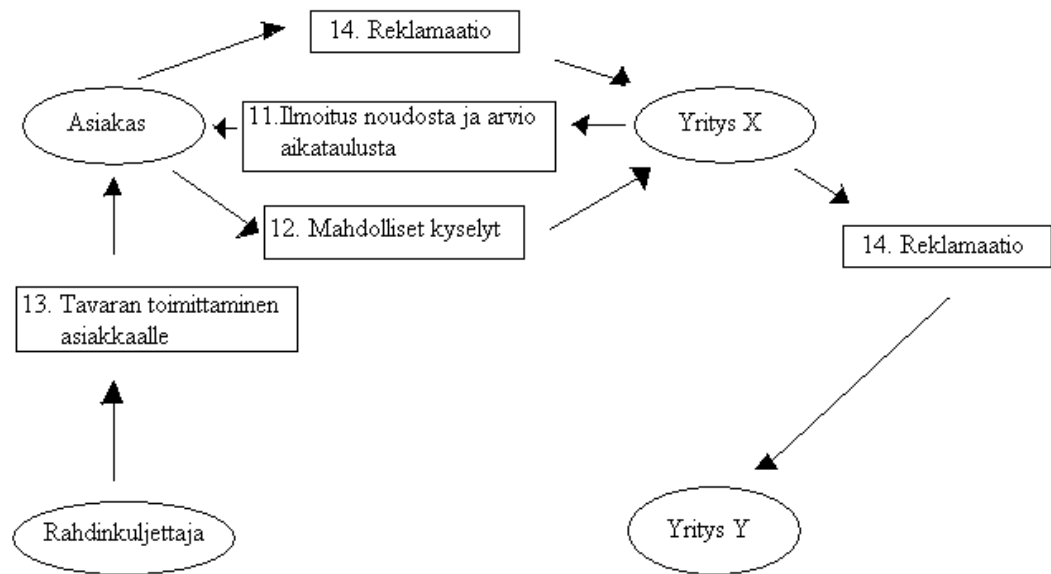 14. Reklamaatio
Asiakas
11.Ilmoitus noudosta ja arvio
aikataulusta
Yritys X
12. Mahdolliset kyselyt
14. Reklamaatio
13. Tavaran toimittaminen
asiakkaalle
Rahdinkuljettaja
Yritys Y